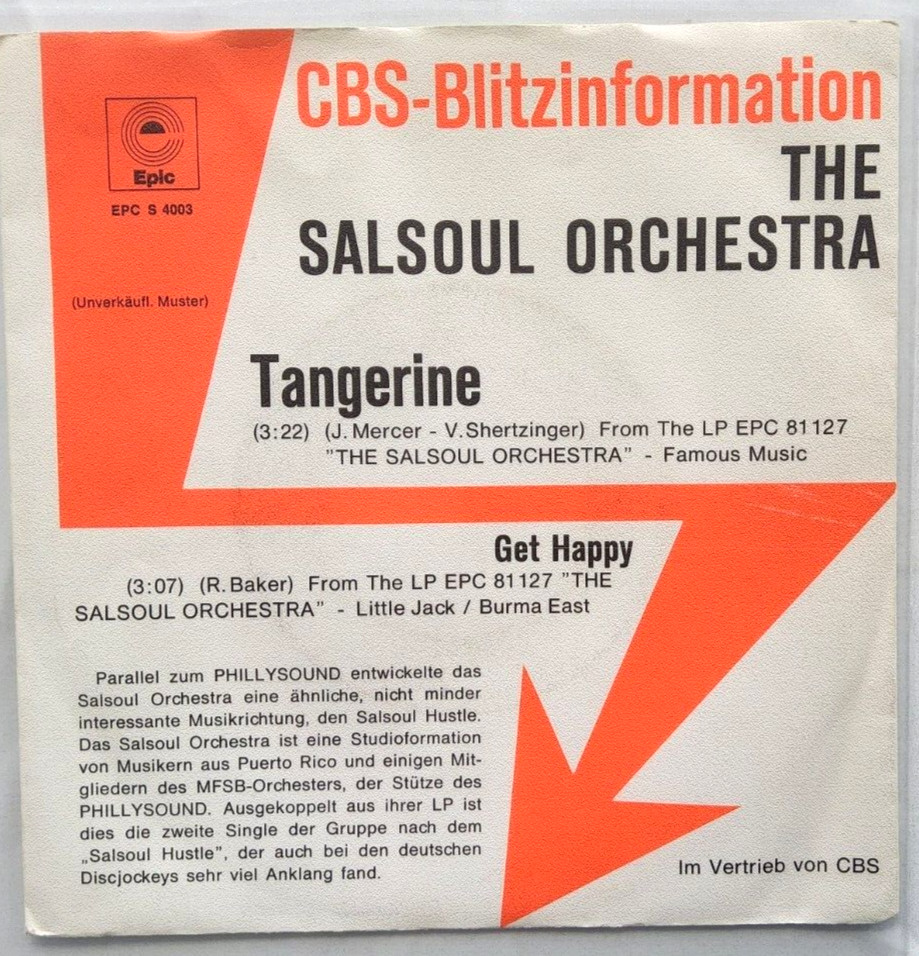 CBS-Blitzinformation
Epic
EPC S 4003
THE
SALSOUL ORCHESTRA
(Unverkäufl. Muster)
Tangerine
(3:22) (J. Mercer - V. Shertzinger) From The LP EPC 81127
"THE SALSOUL ORCHESTRA" - Famous Music
Get Happy
(3:07) (R. Baker) From The LP EPC 81127 "THE
SALSOUL ORCHESTRA" - Little Jack / Burma East
Parallel zum PHILLYSOUND entwickelte das
Salsoul Orchestra eine ähnliche, nicht minder
interessante Musikrichtung, den Salsoul Hustle.
Das Salsoul Orchestra ist eine Studioformation
von Musikern aus Puerto Rico und einigen Mit-
gliedern des MFSB-Orchesters, der Stütze des
PHILLYSOUND. Ausgekoppelt aus ihrer LP ist
dies die zweite Single der Gruppe nach dem
„Salsoul Hustle", der auch bei den deutschen
Discjockeys sehr viel Anklang fand.
Im Vertrieb von CBS